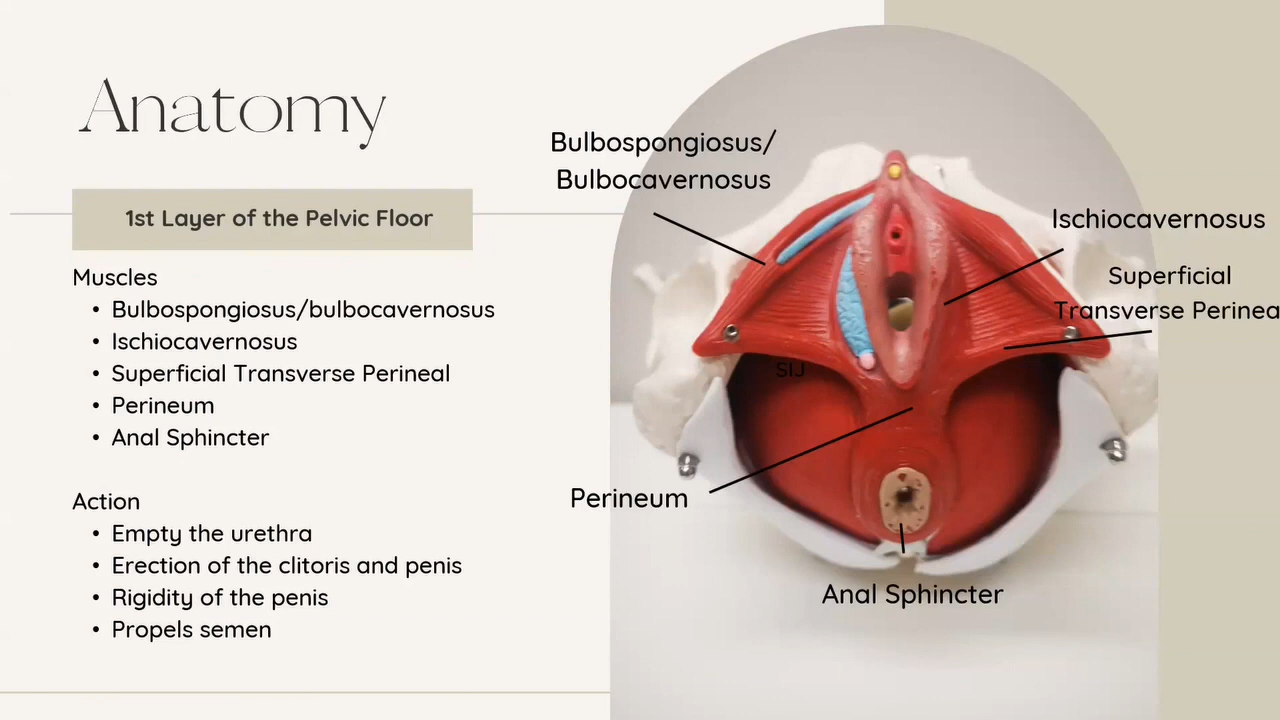 Anatomy
1st Layer of the Pelvic Floor
Muscles
• Bulbospongiosus/bulbocavernosus
• Ischiocavernosus
• Superficial Transverse Perineal
• Perineum
• Anal Sphincter
Action
• Empty the urethra
• Erection of the clitoris and penis
• Rigidity of the penis
• Propels semen
Bulbospongiosus/
Bulbocavernosus
Ischiocavernosus
Superficial
Transverse Perinea
SIJ
Perineum
Anal Sphincter